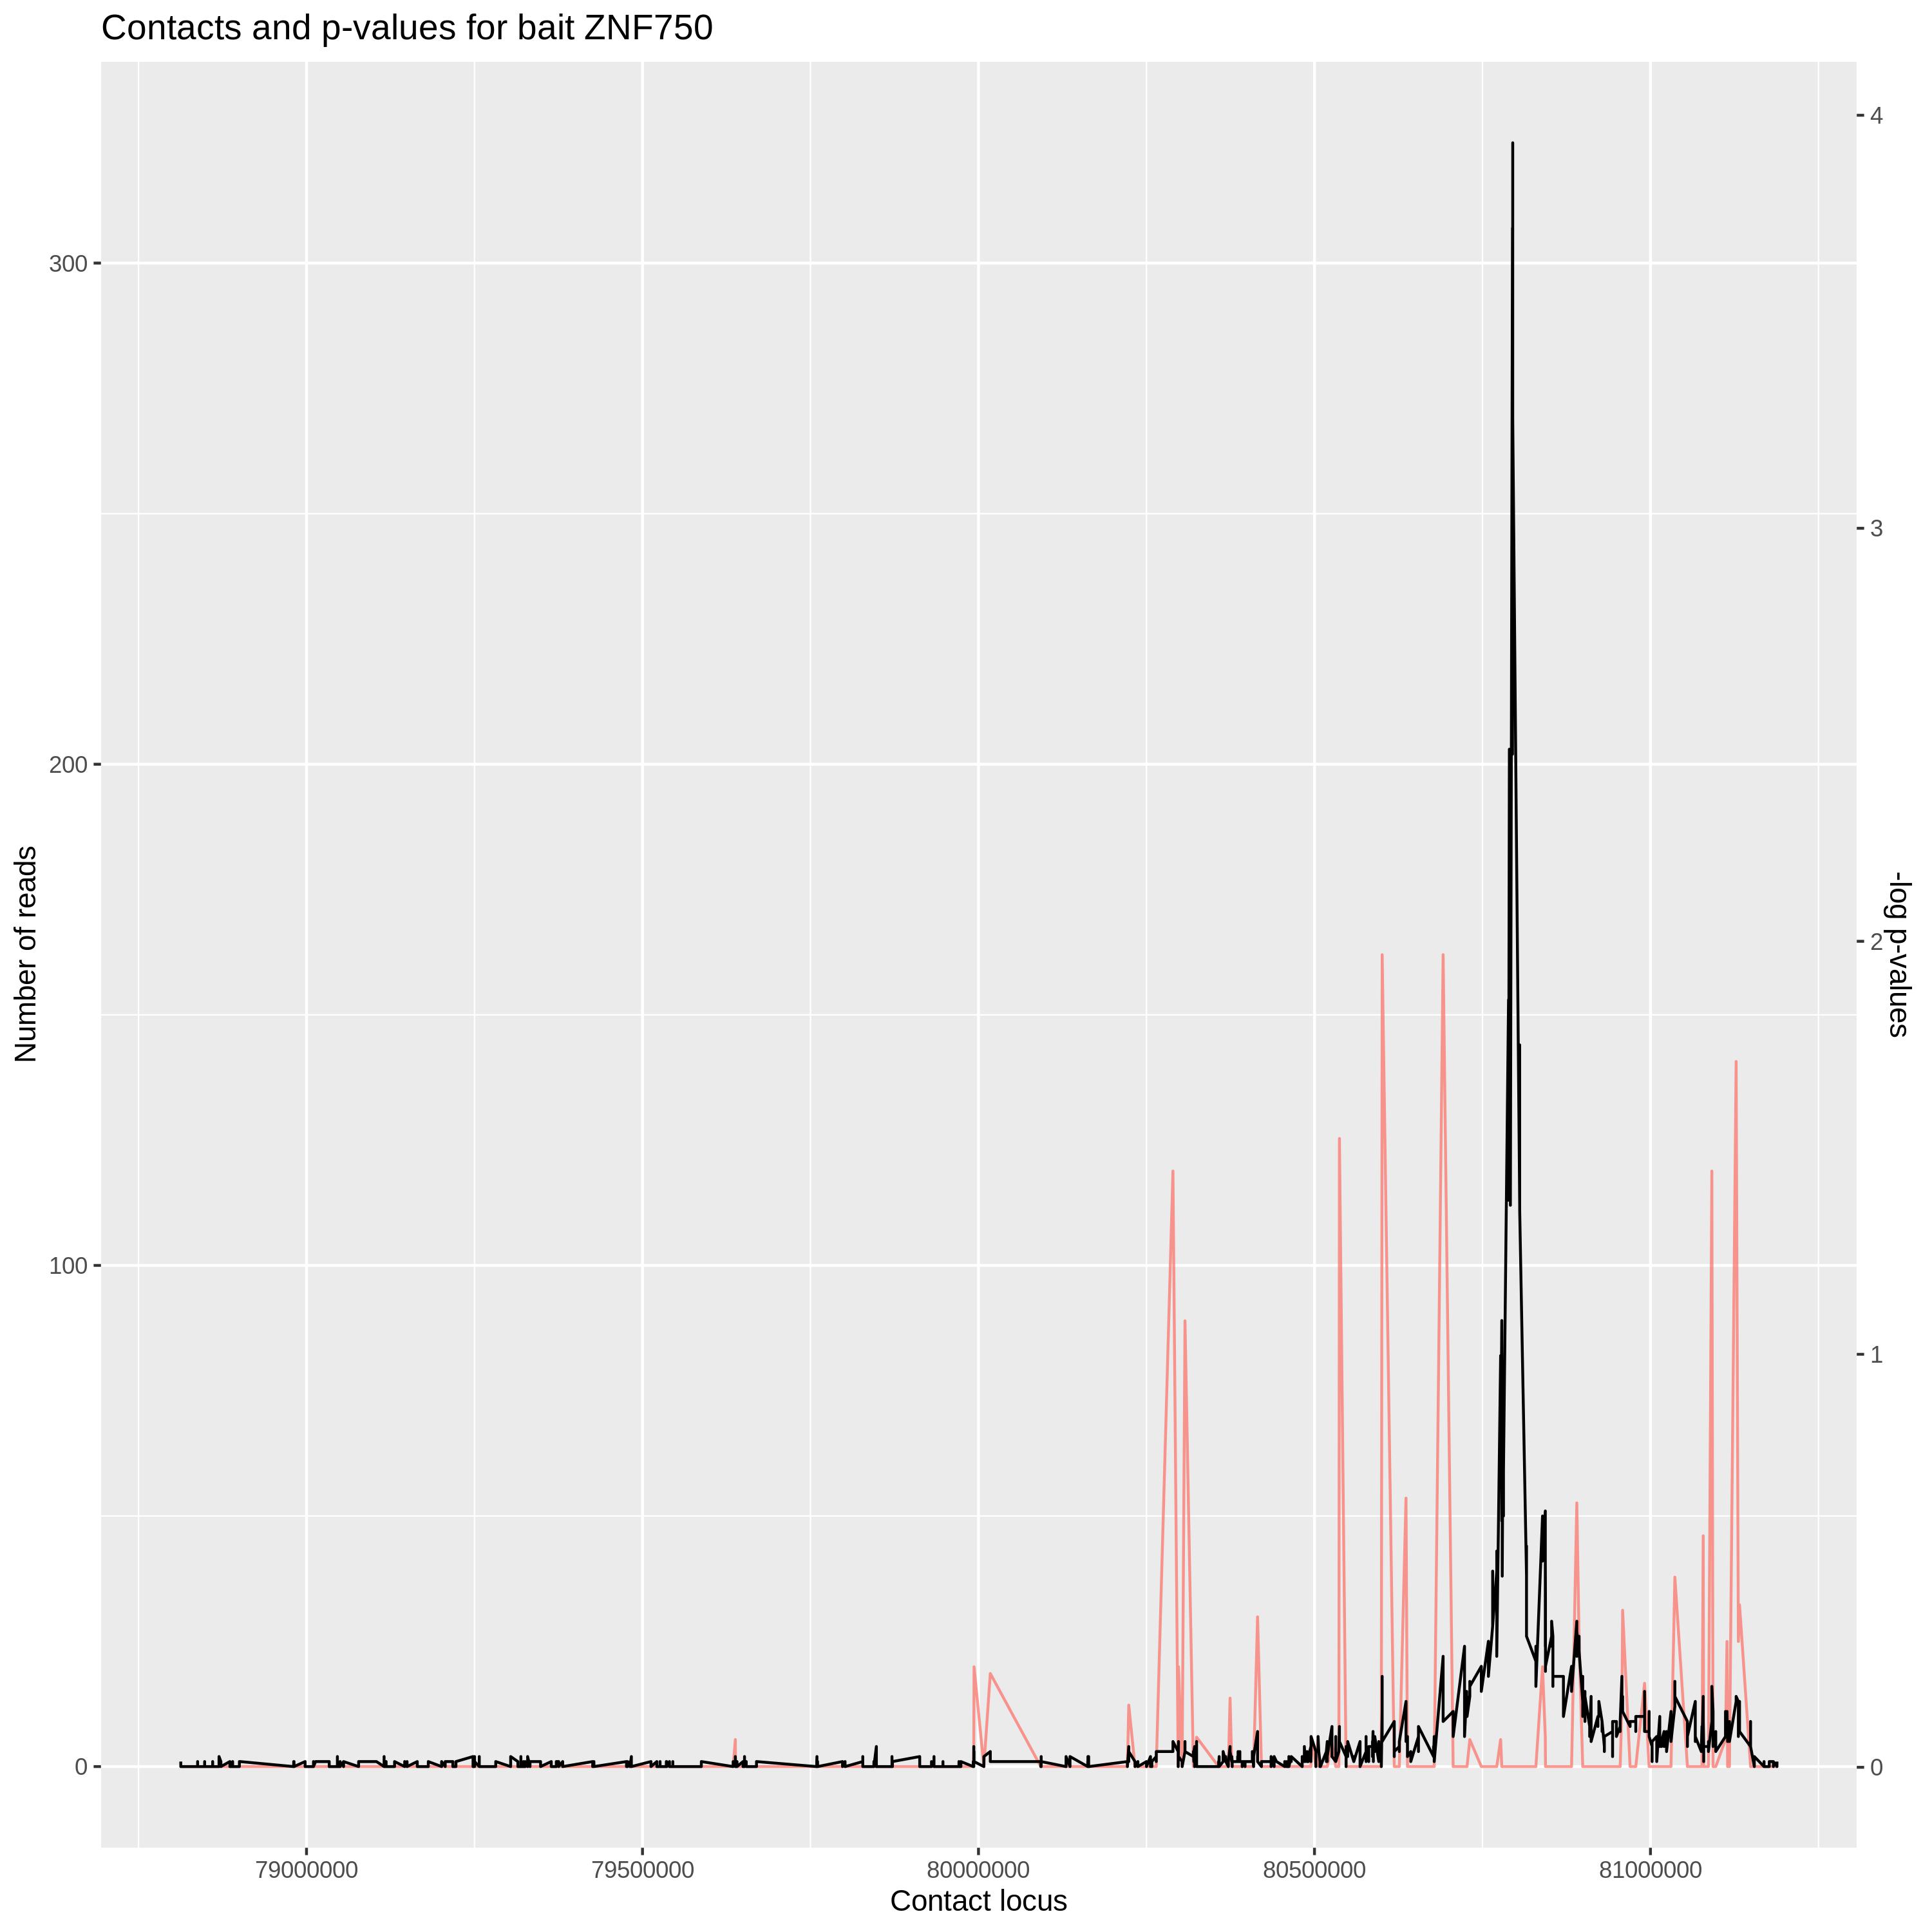 Contacts and p-values for bait ZNF750
Number of reads
300
200
100
0
-log p-values
4
3
2
1
0
79000000 79500000 80000000 80500000 81000000
Contact locus